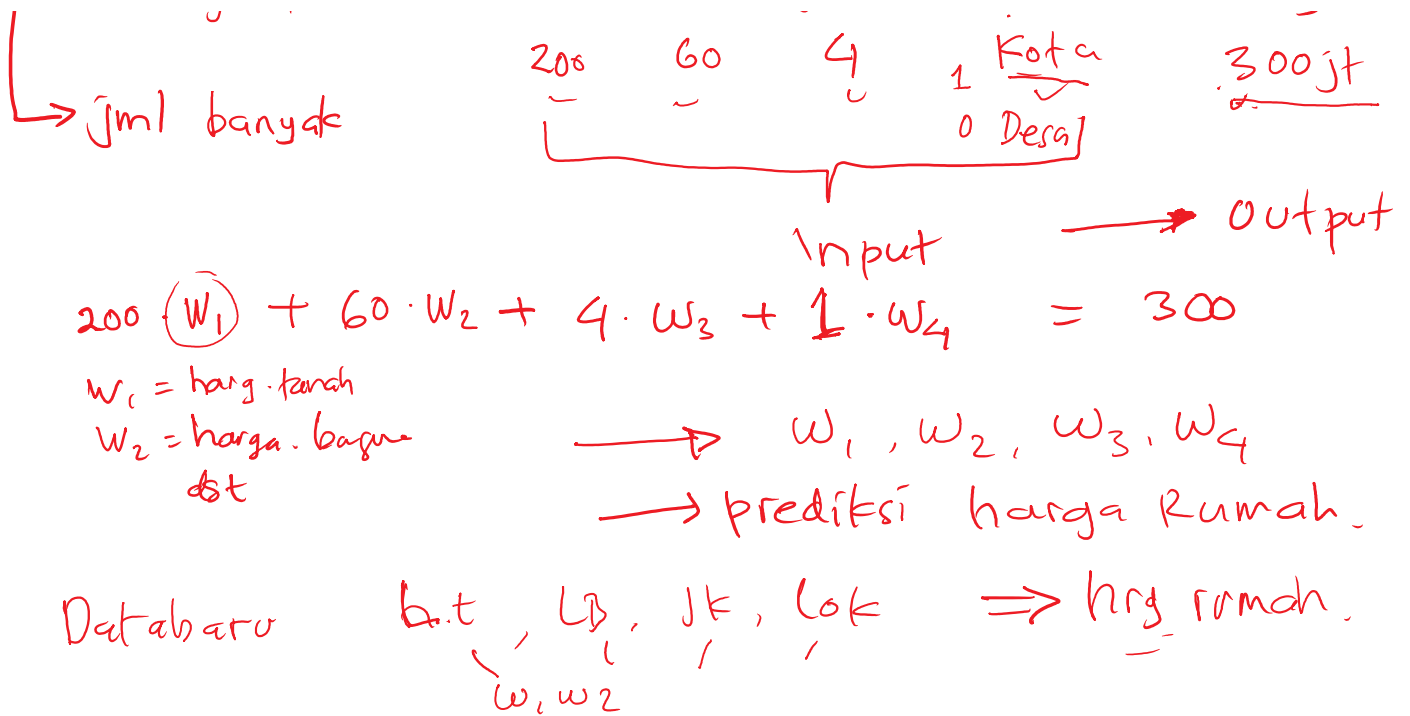 200 60 4 1 Kota 300jt
jml banyak 0 Desa
Input Output
200 · W1 + 60 · W2 + 4 · W3 + 1 · W4 = 300
W1 = harg. tanah
W2 = harga.
W1, W2, W3, W4
dst
prediksi harga Rumah.
Databaru L.t, LB, JK, Lok ⇒ hrg rumah.
W1 W2